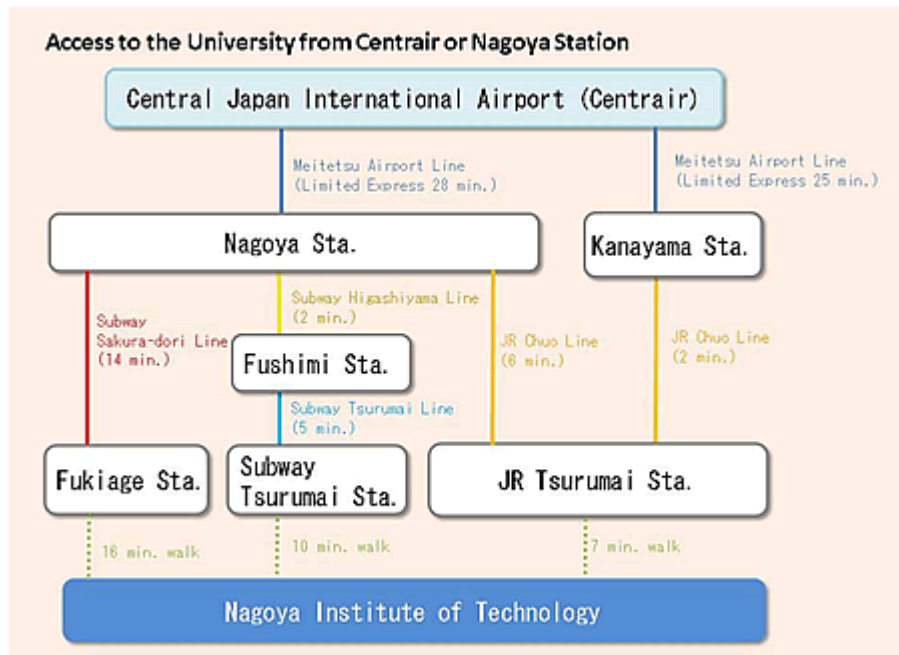 Access to the University from Centrair or Nagoya Station
Central Japan International Airport (Centrair)
Meitetsu Airport Line
(Limited Express 28 min.)
Meitetsu Airport Line
(Limited Express 25 min.)
Nagoya Sta.
Kanayama Sta.
Subway
Sakura-dori Line
(14 min.)
Subway Higashiyama Line
(2 min.)
JR Chuo Line
(6 min.)
JR Chuo Line
(2 min.)
Fushimi Sta.
Subway Tsurumai Line
(5 min.)
Fukiage Sta.
Subway
Tsurumai Sta.
JR Tsurumai Sta.
16 min. walk
10 min. walk
7 min. walk
Nagoya Institute of Technology